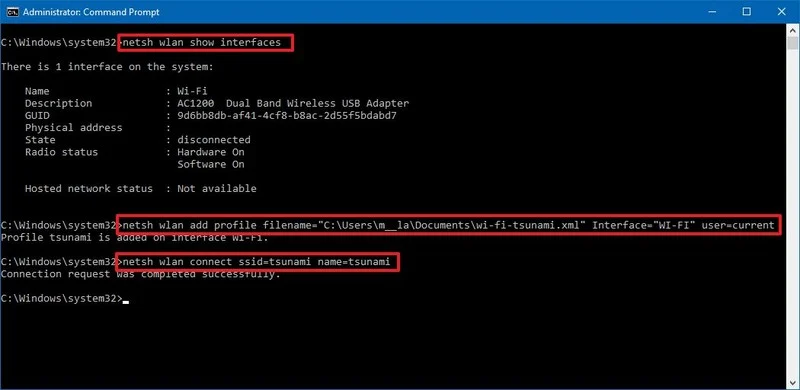 Administrator: Command Prompt
C:\Windows\system32>netsh wlan show interfaces
There is 1 interface on the system:
Name : Wi-Fi
Description : AC1200 Dual Band Wireless USB Adapter
GUID : 9d6bb8db-af41-4cf8-b8ac-2d55f5bdabd7
Physical address :
State : disconnected
Radio status : Hardware On
Software On
Hosted network status : Not available
C:\Windows\system32>netsh wlan add profile filename="C:\Users\m__la\Documents\wi-fi-tsunami.xml" Interface="WI-FI" user=current
Profile tsunami is added on interface Wi-Fi.
C:\Windows\system32>netsh wlan connect ssid=tsunami name=tsunami
Connection request was completed successfully.
C:\Windows\system32>